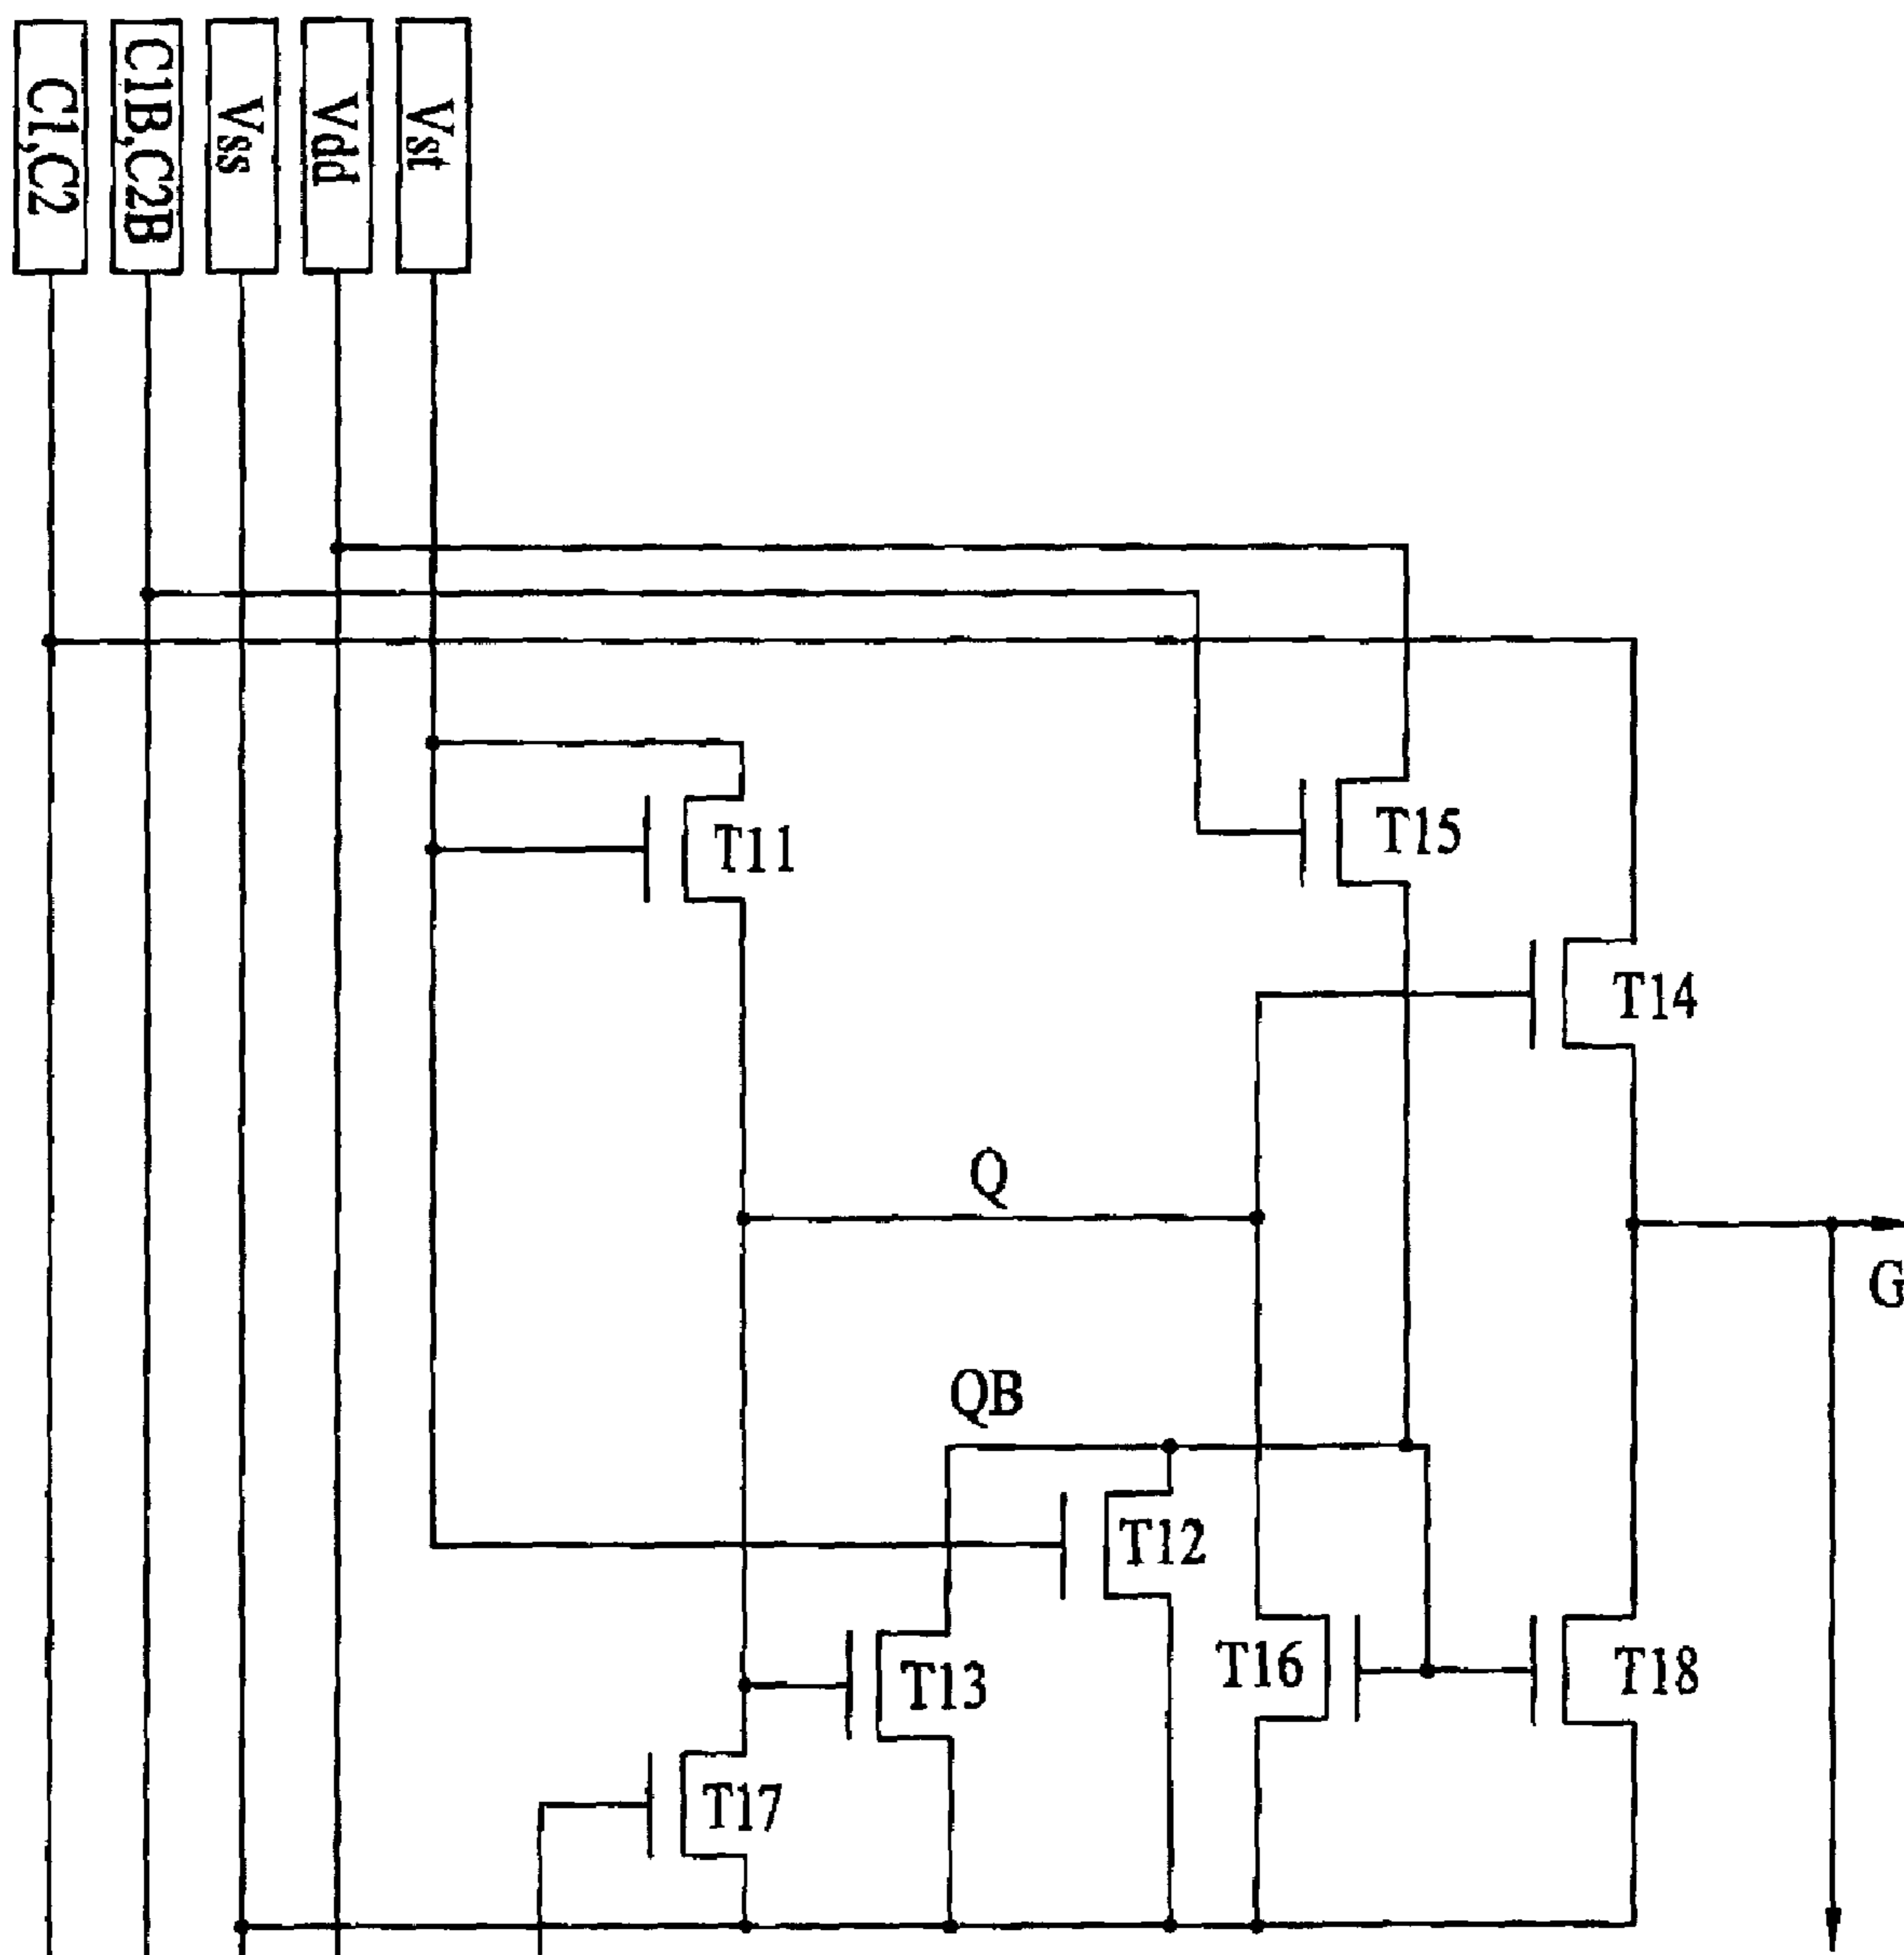 C1,C2
C1B,C2B
Vss
Vdd
Vst
T11
T15
T14
Q
G
QB
T12
T16
T18
T13
T17